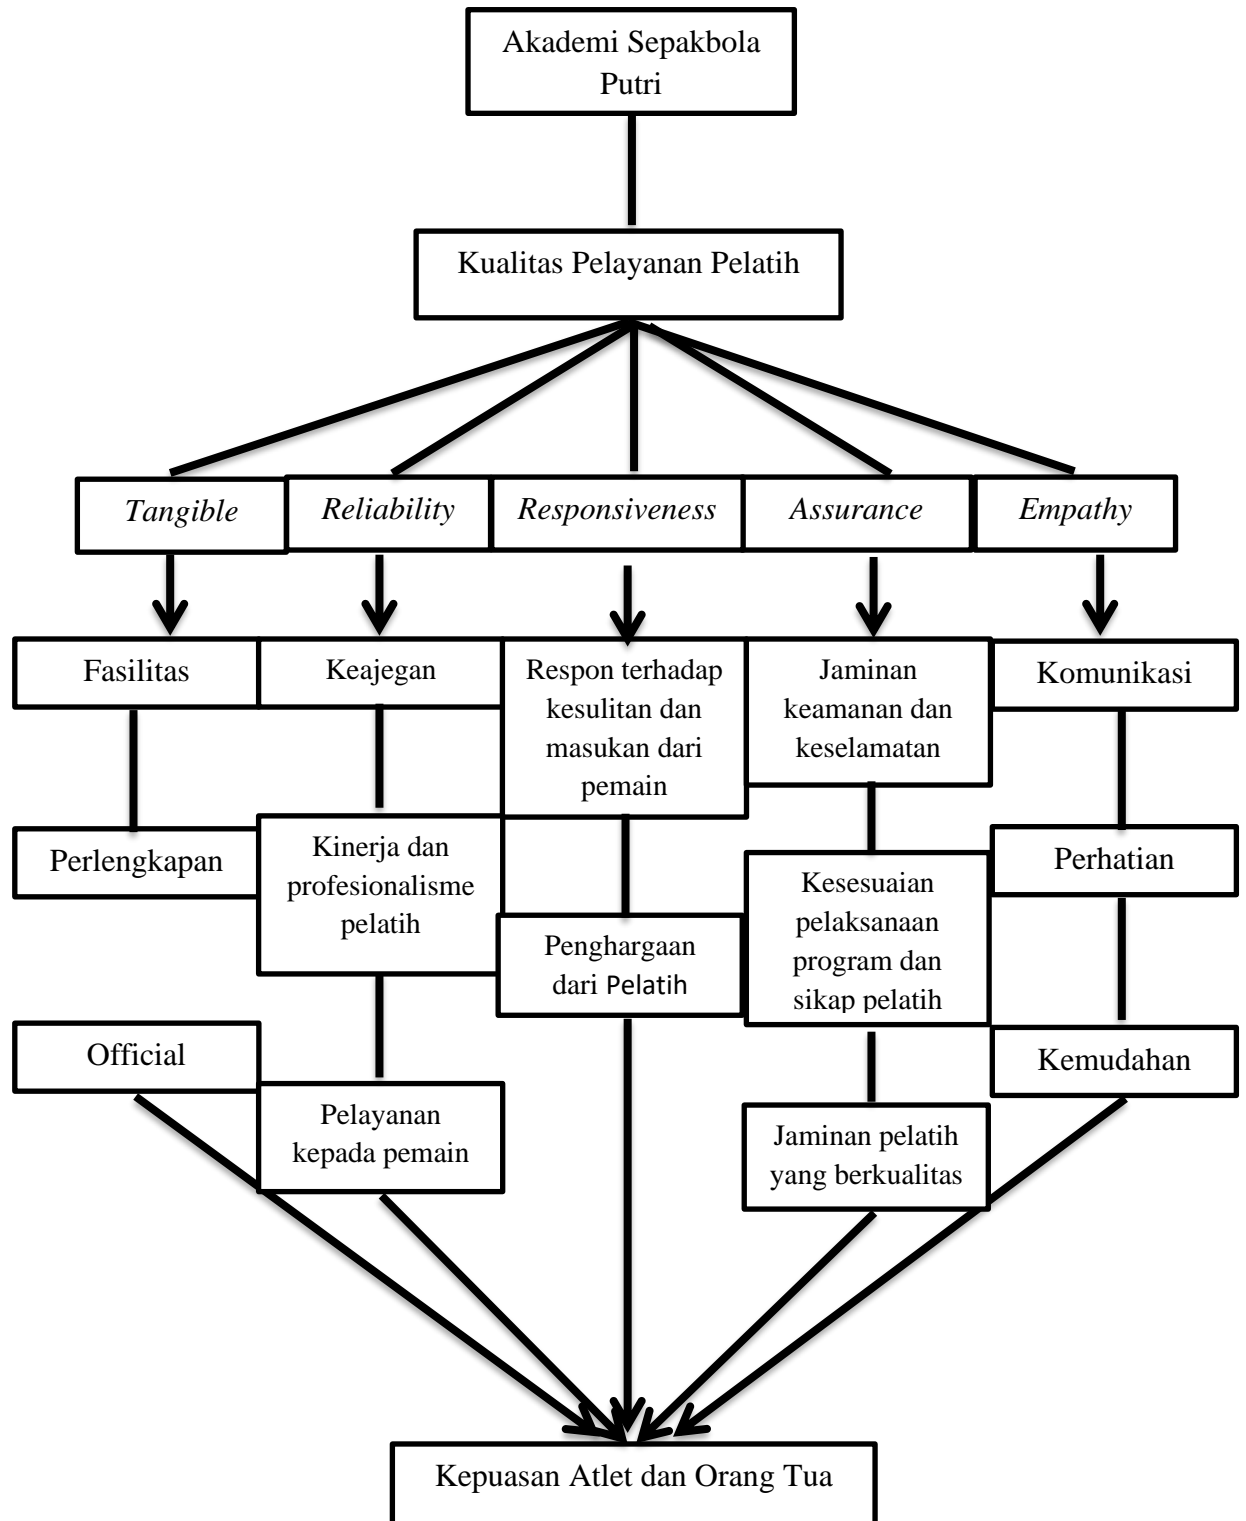 Akademi Sepakbola
Putri
Kualitas Pelayanan Pelatih
Tangible
Reliability
Responsiveness
Assurance
Empathy
Fasilitas
Keajegan
Respon terhadap
kesulitan dan
masukan dari
pemain
Jaminan
keamanan dan
keselamatan
Komunikasi
Perlengkapan
Kinerja dan
profesionalisme
pelatih
Penghargaan
dari Pelatih
Kesesuaian
pelaksanaan
program dan
sikap pelatih
Perhatian
Official
Pelayanan
kepada pemain
Jaminan pelatih
yang berkualitas
Kemudahan
Kepuasan Atlet dan Orang Tua